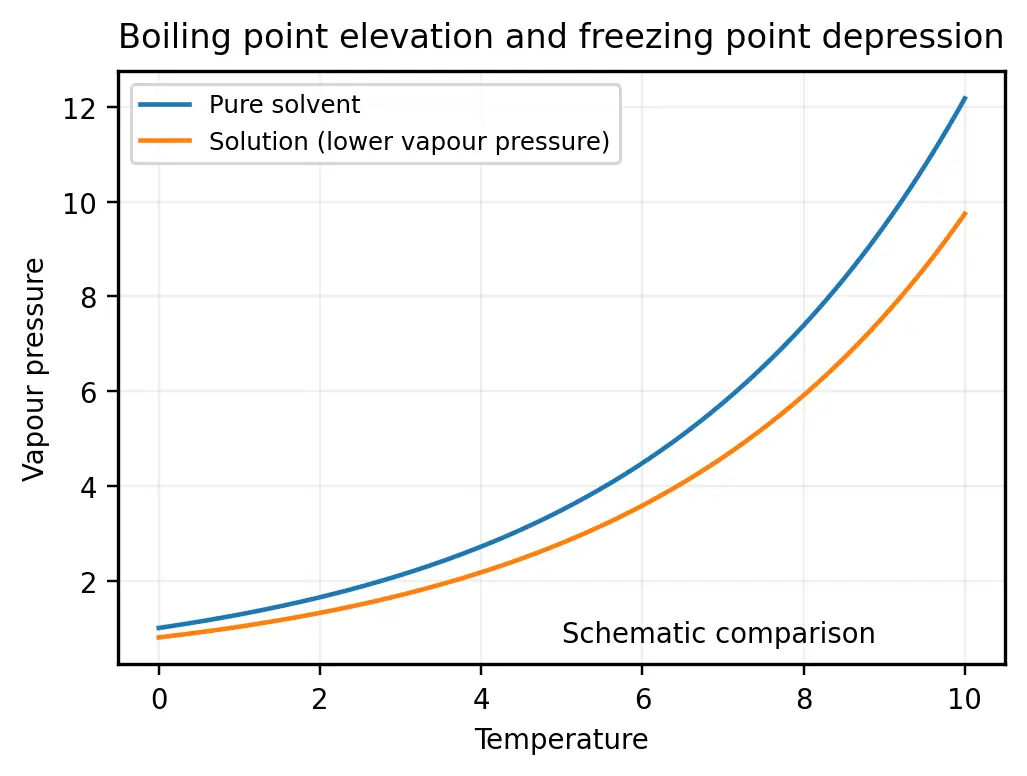 Boiling point elevation and freezing point depression
Pure solvent
Solution (lower vapour pressure)
12
10
8
6
4
2
Vapour pressure
Schematic comparison
0 2 4 6 8 10
Temperature